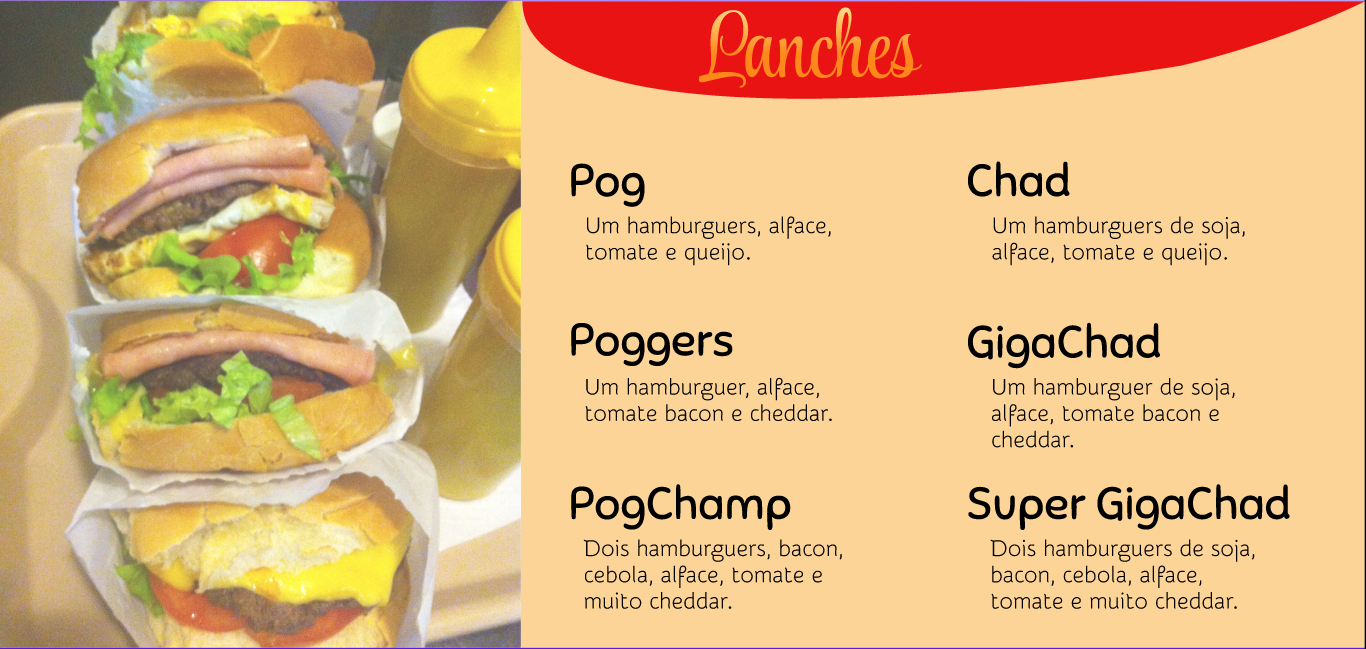 Lanches
Pog
Um hamburguers, alface,
tomate e queijo.
Chad
Um hamburguers de soja,
alface, tomate e queijo.
Poggers
Um hamburguer, alface,
tomate bacon e cheddar.
GigaChad
Um hamburguer de soja,
alface, tomate bacon e
cheddar.
PogChamp
Dois hamburguers, bacon,
cebola, alface, tomate e
muito cheddar.
Super GigaChad
Dois hamburguers de soja,
bacon, cebola, alface,
tomate e muito cheddar.